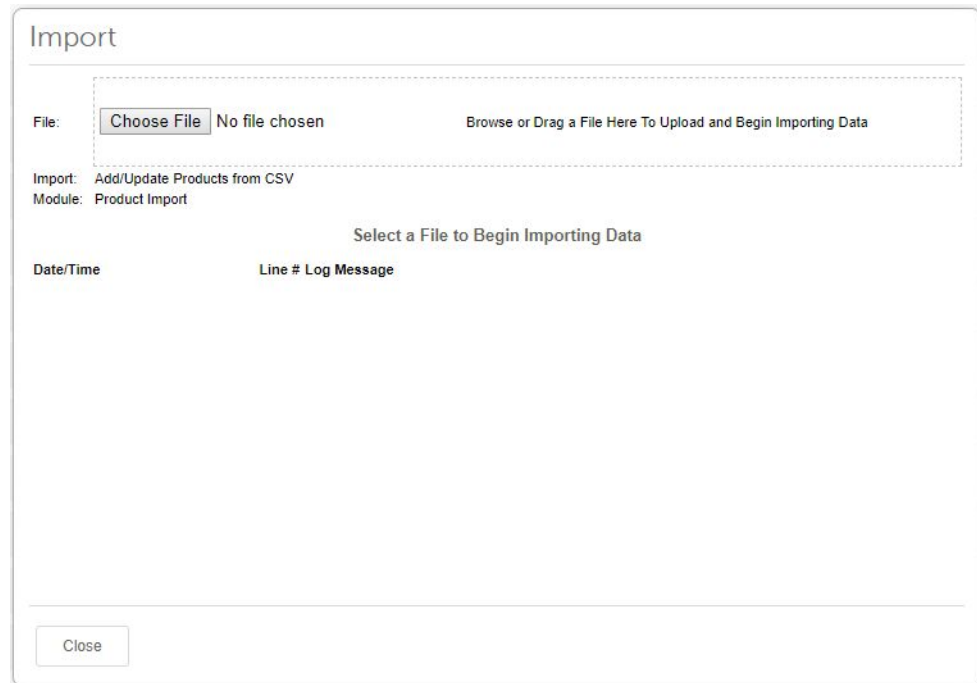 Import
File: Choose File No file chosen Browse or Drag a File Here To Upload and Begin Importing Data
Import: Add/Update Products from CSV
Module: Product Import
Select a File to Begin Importing Data
Date/Time Line # Log Message
Close